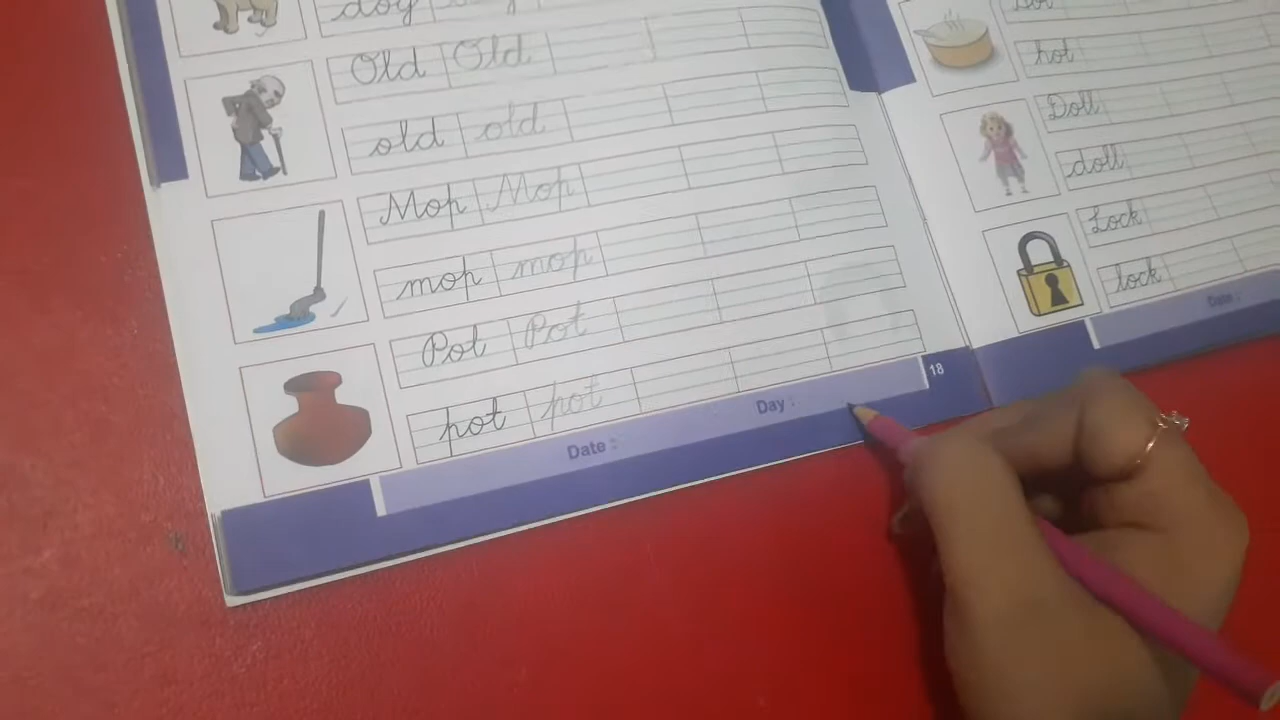 dog
Old Old
old old
Mop Mop
mop mop
Pot Pot
pot pot
Date : Day :
18
hot
Doll
doll
Lock
lock
Date :